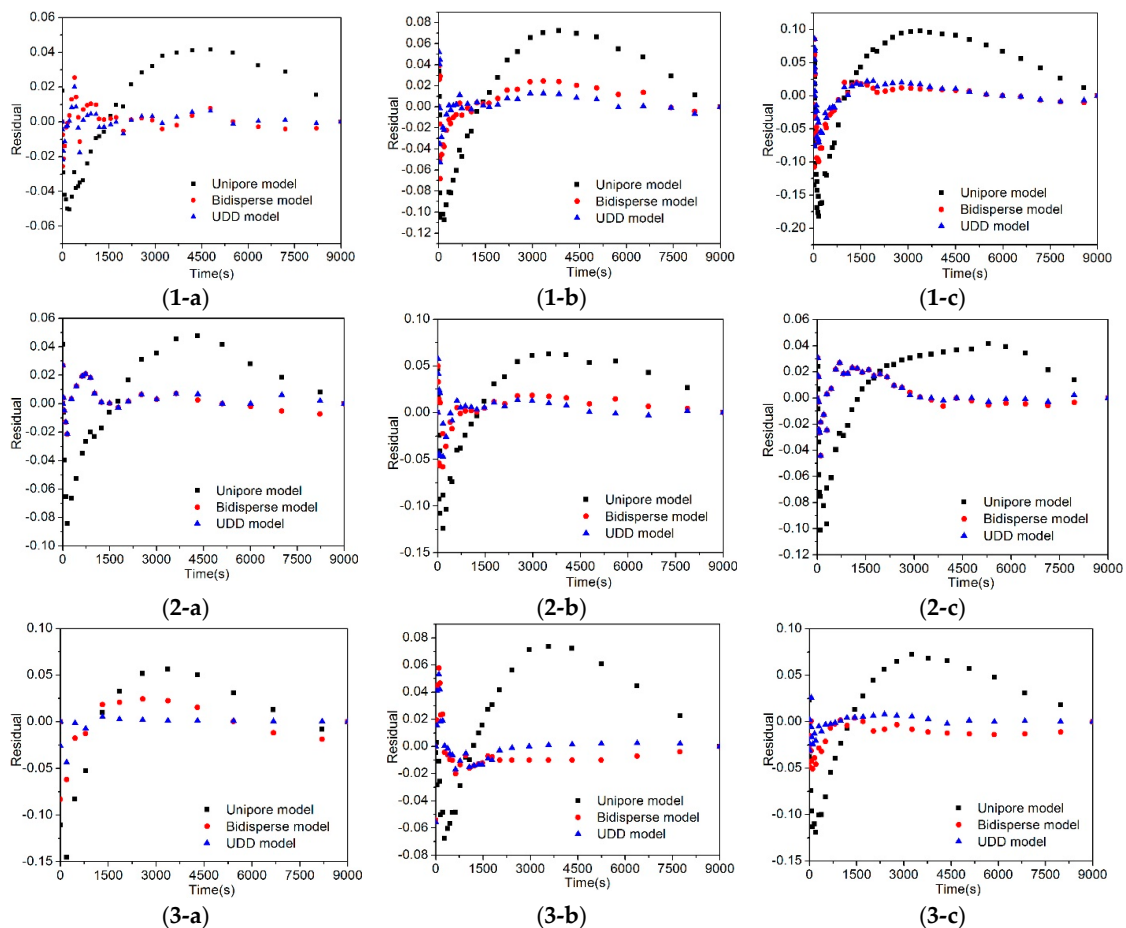 0.06
0.04
0.02
0.00
-0.02
-0.04
-0.06
Residual
Unipore model
Bidisperse model
UDD model
0 1500 3000 4500 6000 7500 9000
Time(s)
(1-a)
0.08
0.06
0.04
0.02
0.00
-0.02
-0.04
-0.06
-0.08
-0.10
-0.12
Residual
Unipore model
Bidisperse model
UDD model
0 1500 3000 4500 6000 7500 9000
Time(s)
(1-b)
0.10
0.05
0.00
-0.05
-0.10
-0.15
-0.20
Residual
Unipore model
Bidisperse model
UDD model
0 1500 3000 4500 6000 7500 9000
Time(s)
(1-c)
0.06
0.04
0.02
0.00
-0.02
-0.04
-0.06
-0.08
-0.10
Residual
Unipore model
Bidisperse model
UDD model
0 1500 3000 4500 6000 7500 9000
Time(s)
(2-a)
0.10
0.05
0.00
-0.05
-0.10
-0.15
Residual
Unipore model
Bidisperse model
UDD model
0 1500 3000 4500 6000 7500 9000
Time(s)
(2-b)
0.06
0.04
0.02
0.00
-0.02
-0.04
-0.06
-0.08
-0.10
-0.12
Residual
Unipore model
Bidisperse model
UDD model
0 1500 3000 4500 6000 7500 9000
Time(s)
(2-c)
0.10
0.05
0.00
-0.05
-0.10
-0.15
Residual
Unipore model
Bidisperse model
UDD model
0 1500 3000 4500 6000 7500 9000
Time(s)
(3-a)
0.08
0.06
0.04
0.02
0.00
-0.02
-0.04
-0.06
-0.08
Residual
Unipore model
Bidisperse model
UDD model
0 1500 3000 4500 6000 7500 9000
Time(s)
(3-b)
0.10
0.05
0.00
-0.05
-0.10
-0.15
Residual
Unipore model
Bidisperse model
UDD model
0 1500 3000 4500 6000 7500 9000
Time(s)
(3-c)